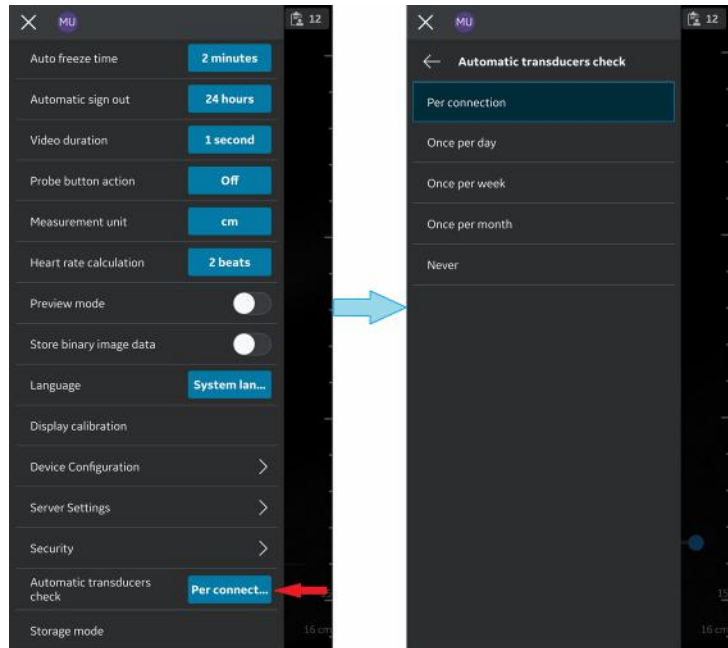 MU
12
Auto freeze time
2 minutes
Automatic sign out
24 hours
Video duration
1 second
Probe button action
Off
Measurement unit
cm
Heart rate calculation
2 beats
Preview mode
Store binary image data
Language
System lan...
Display calibration
Device Configuration
Server Settings
Security
Automatic transducers
check
Per connect...
Storage mode
16 cm
MU
12
Automatic transducers check
Per connection
Once per day
Once per week
Once per month
Never
15
16 cm